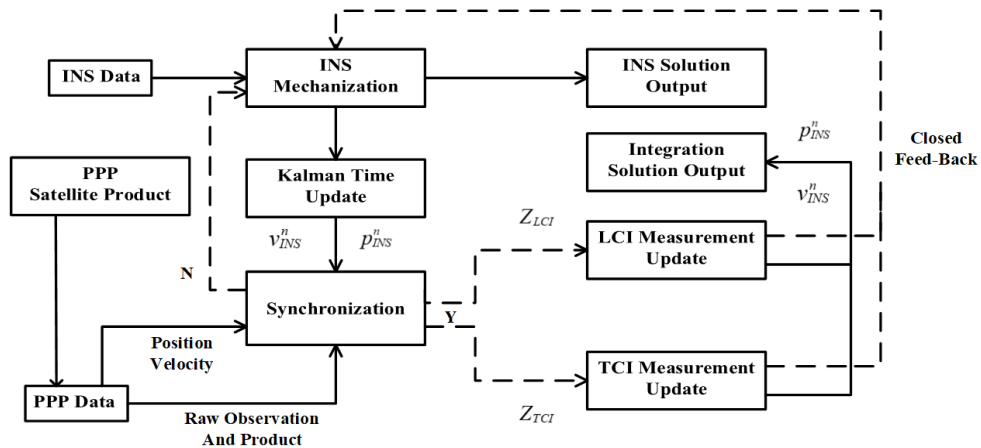 INS Data
INS
Mechanization
INS Solution
Output
PPP
Satellite Product
Kalman Time
Update
Integration
Solution Output
p^n_INS
v^n_INS
Closed
Feed-Back
v^n_INS
p^n_INS
Z_LCI
LCI Measurement
Update
N
Synchronization
Y
Position
Velocity
TCI Measurement
Update
PPP Data
Raw Observation
And Product
Z_TCI